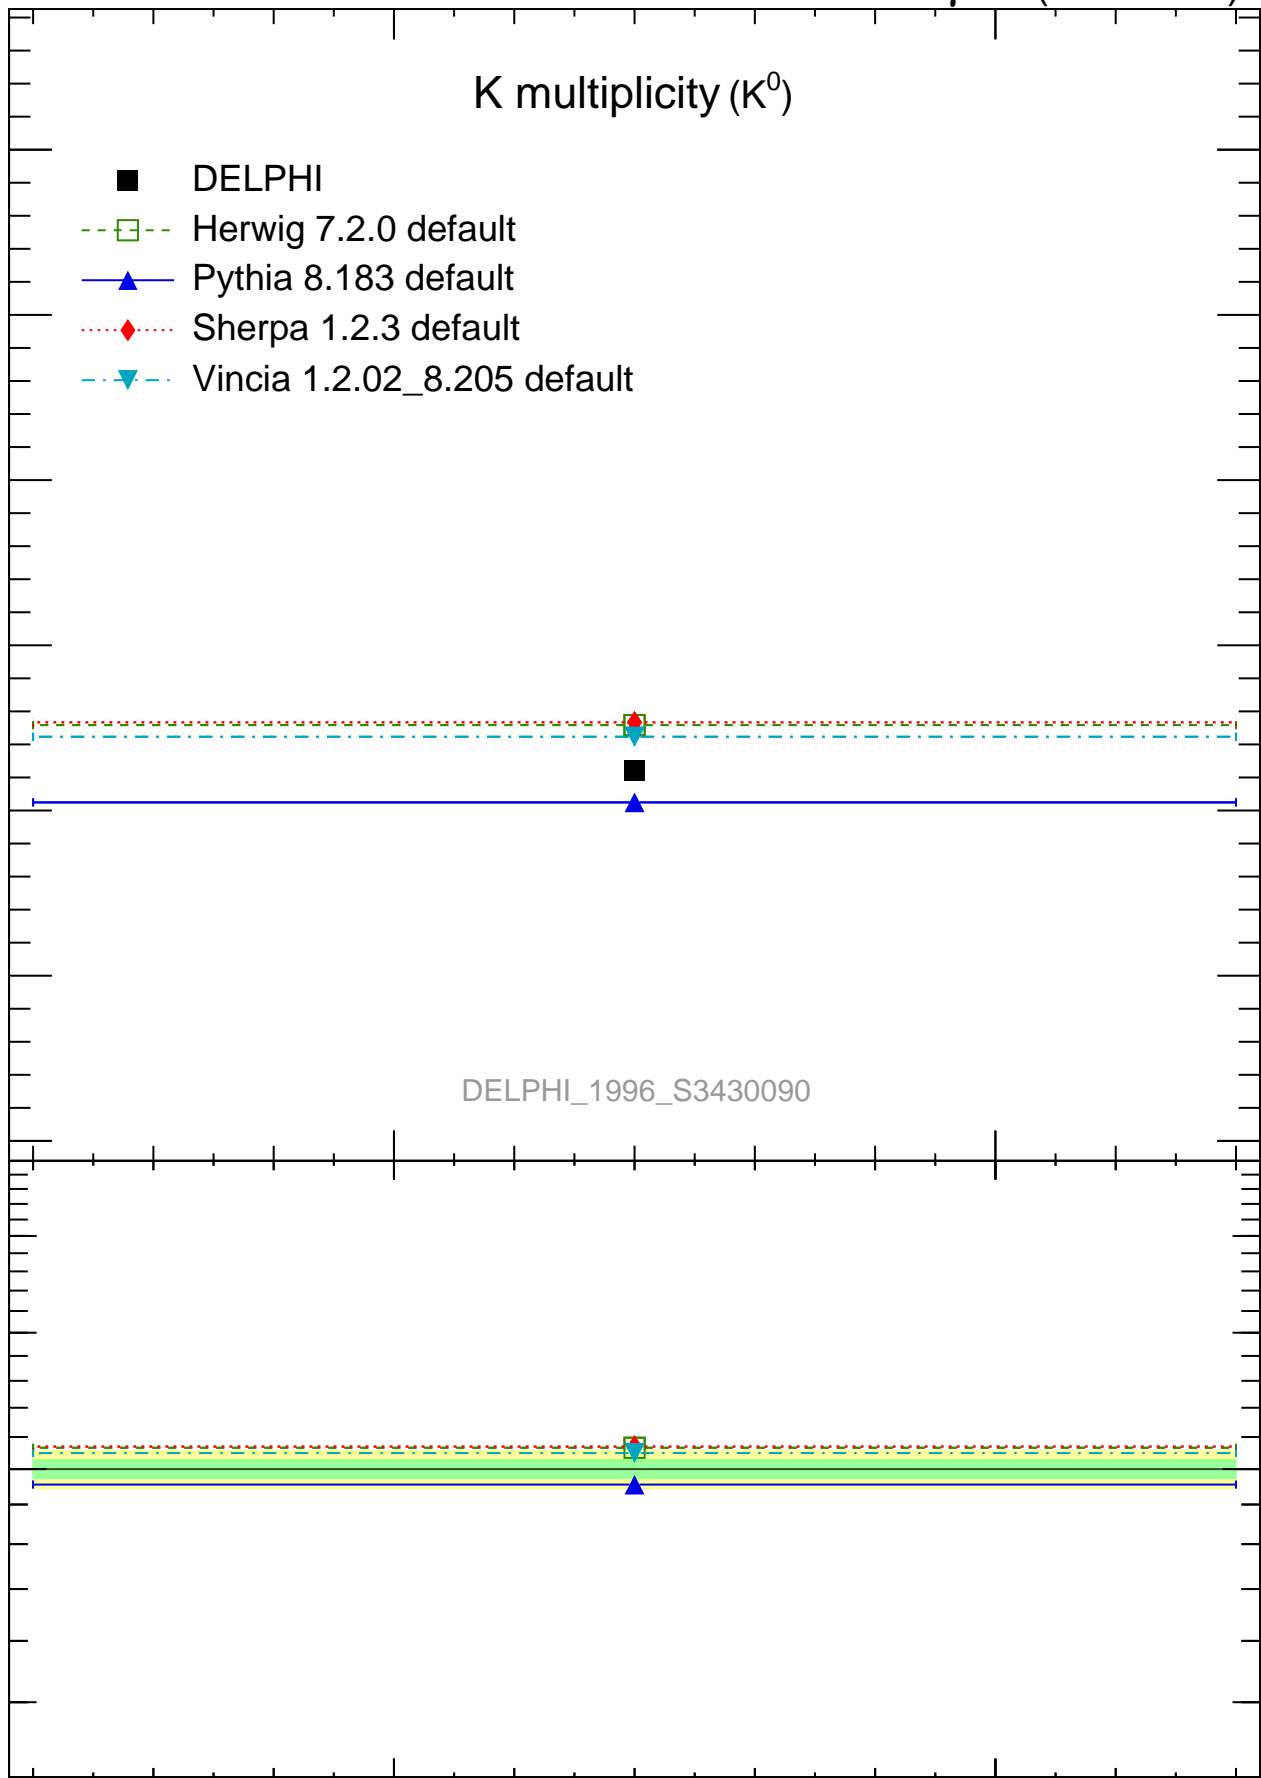 K multiplicity (K⁰)
DELPHI
Herwig 7.2.0 default
Pythia 8.183 default
Sherpa 1.2.3 default
Vincia 1.2.02_8.205 default
DELPHI_1996_S3430090